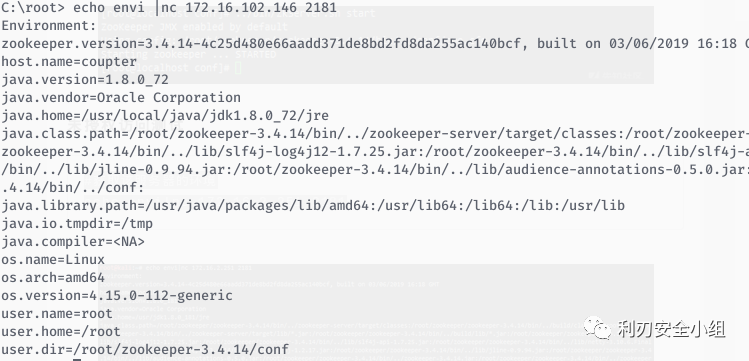 C:\root> echo envi |nc 172.16.102.146 2181
Environment:
zookeeper.version=3.4.14-4c25d480e66aadd371de8bd2fd8da255ac140bcf, built on 03/06/2019 16:18 G
host.name=coupter
java.version=1.8.0_72
java.vendor=Oracle Corporation
java.home=/usr/local/java/jdk1.8.0_72/jre
java.class.path=/root/zookeeper-3.4.14/bin/../zookeeper-server/target/classes:/root/zookeeper-
zookeeper-3.4.14/bin/../lib/slf4j-log4j12-1.7.25.jar:/root/zookeeper-3.4.14/bin/../lib/slf4j-a
/bin/../lib/jline-0.9.94.jar:/root/zookeeper-3.4.14/bin/../lib/audience-annotations-0.5.0.jar:
.4.14/bin/../conf:
java.library.path=/usr/java/packages/lib/amd64:/usr/lib64:/lib64:/lib:/usr/lib
java.io.tmpdir=/tmp
java.compiler=<NA>
os.name=Linux
os.arch=amd64
os.version=4.15.0-112-generic
user.name=root
user.home=/root
user.dir=/root/zookeeper-3.4.14/conf
利刃安全小组